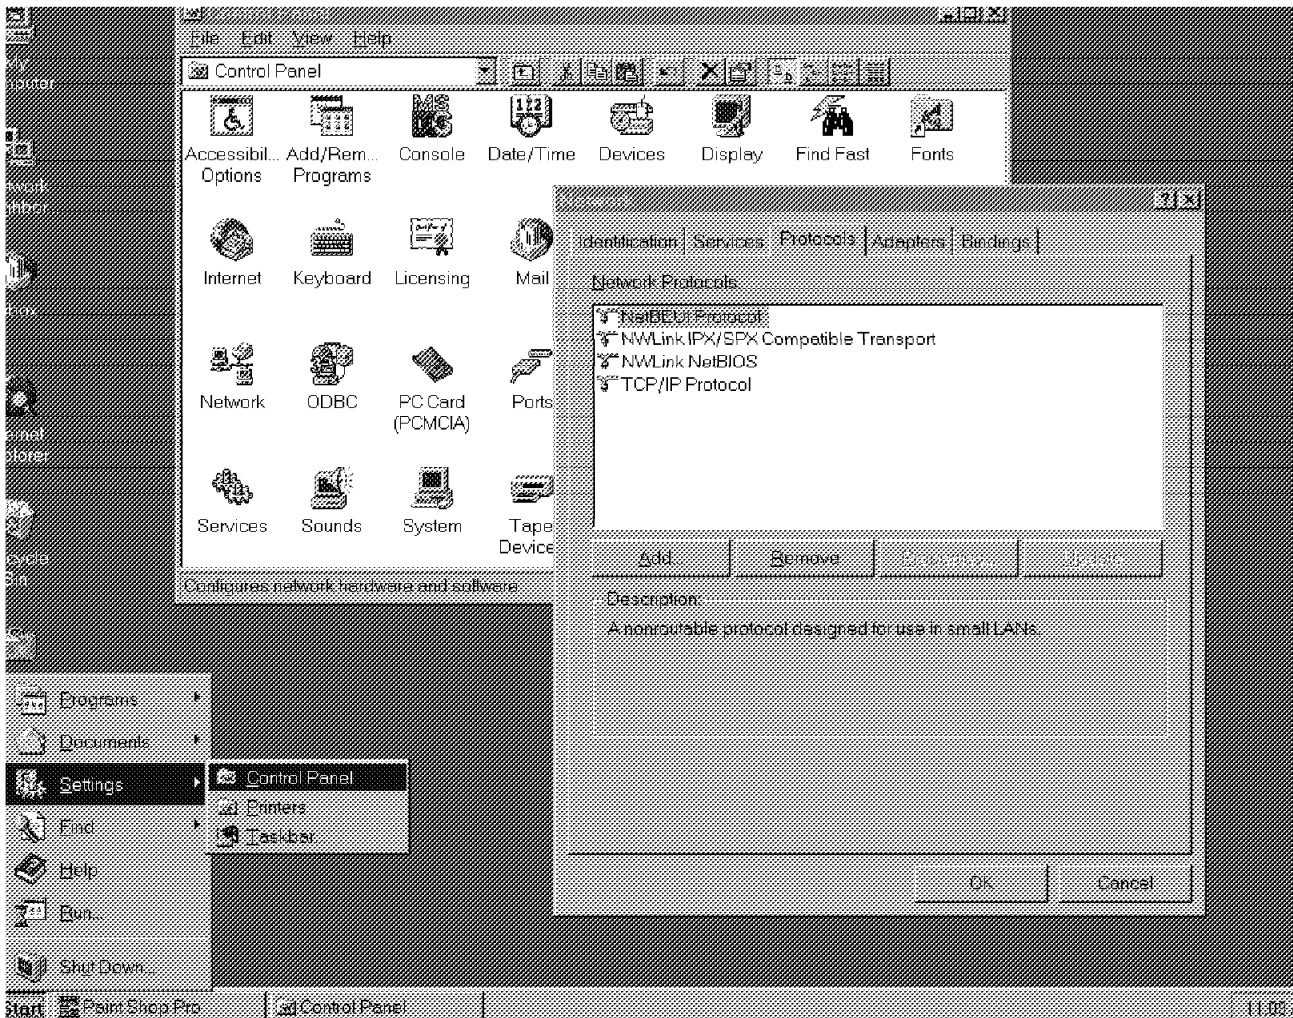 File Edit View Help
Control Panel
Accessibil... Add/Rem... Console Date/Time Devices Display Find Fast Fonts
Options Programs
Internet Keyboard Licensing Mail
Network ODBC PC Card Ports
(PCMCIA)
Services Sounds System Tape
Device
Configures network hardware and software
Network
Identification Services Protocols Adapters Bindings
Network Protocols:
NetBEUI Protocol
NWLink IPX/SPX Compatible Transport
NWLink NetBIOS
TCP/IP Protocol
Add... Remove
Description:
A nonroutable protocol designed for use in small LANs.
OK Cancel
Programs
Documents
Settings
Find
Help
Run...
Shut Down...
Control Panel
Printers
Taskbar...
Start Paint Shop Pro Control Panel